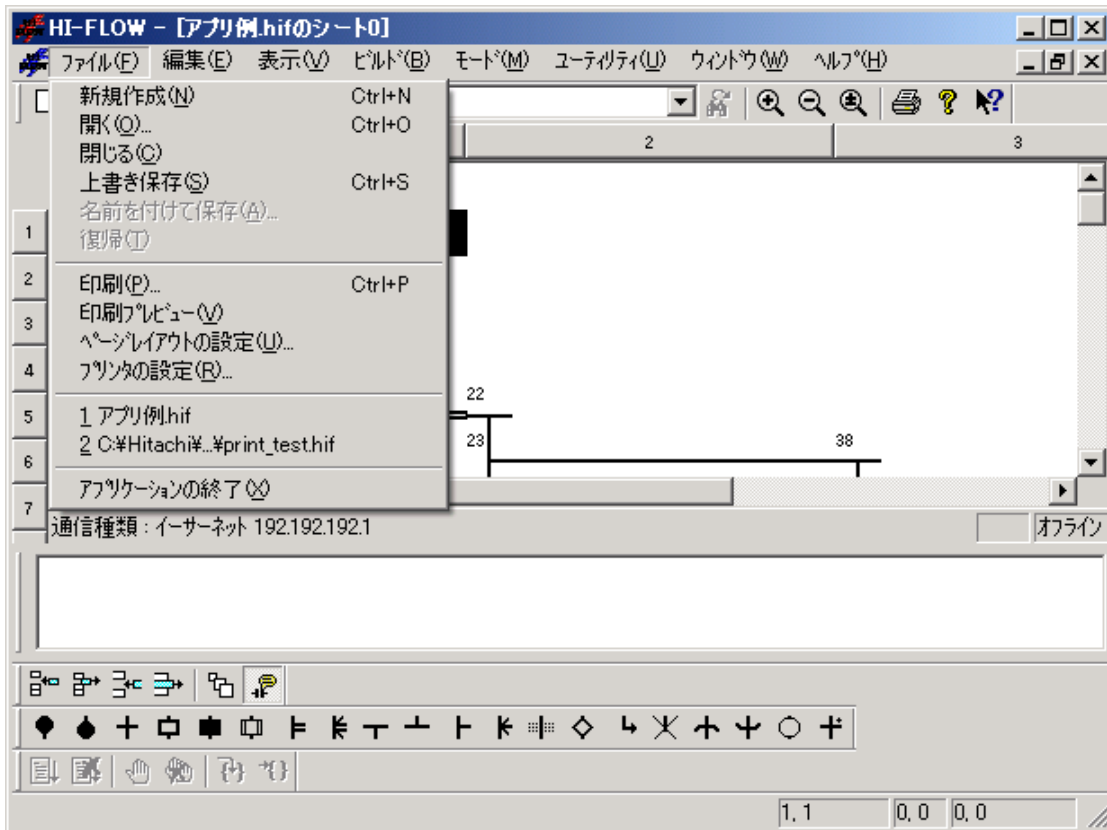 HI-FLOW - [アプリ例.hifのシート0]
ファイル(F) 編集(E) 表示(V) ビルド(B) モード(M) ユーティリティ(U) ウィンドウ(W) ヘルプ(H)
新規作成(N) Ctrl+N
開く(O)... Ctrl+O
閉じる(C)
上書き保存(S) Ctrl+S
名前を付けて保存(A)...
復帰(T)
印刷(P)... Ctrl+P
印刷プレビュー(V)
ページレイアウトの設定(U)...
プリンタの設定(R)...
1 アプリ例.hif
2 C:¥Hitachi¥...¥print_test.hif
アプリケーションの終了(X)
2 3
1
2
3
4
5
6
7
22
23 38
通信種類:イーサーネット 192.192.192.1 オフライン
1, 1 0, 0 0, 0